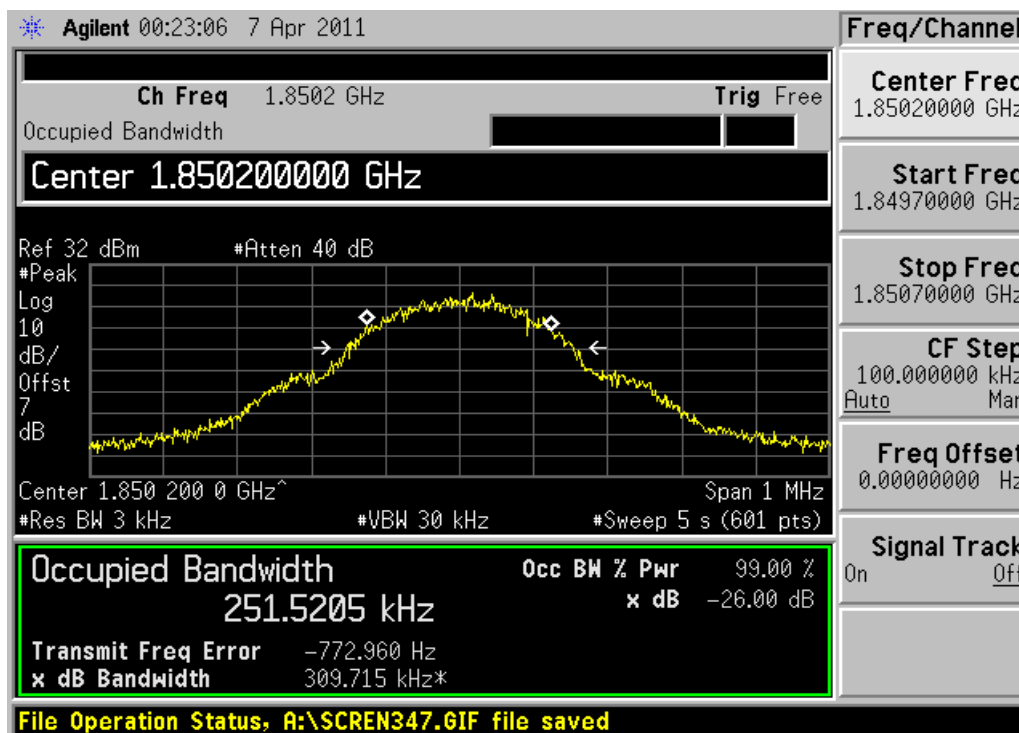 Agilent 00:23:06 7 Apr 2011
Ch Freq 1.8502 GHz Trig Free
Occupied Bandwidth
Center 1.850200000 GHz
Ref 32 dBm #Atten 40 dB
#Peak
Log
10
dB/
Offst
7
dB
Center 1.850 200 0 GHz^ Span 1 MHz
#Res BW 3 kHz #VBW 30 kHz #Sweep 5 s (601 pts)
Occupied Bandwidth Occ BW % Pwr 99.00 %
251.5205 kHz x dB -26.00 dB
Transmit Freq Error -772.960 Hz
x dB Bandwidth 309.715 kHz*
File Operation Status, A:\SCREN347.GIF file saved
Freq/Channel
Center Freq
1.85020000 GHz
Start Freq
1.84970000 GHz
Stop Freq
1.85070000 GHz
CF Step
100.000000 kHz
Auto Man
Freq Offset
0.00000000 Hz
Signal Track
On Off